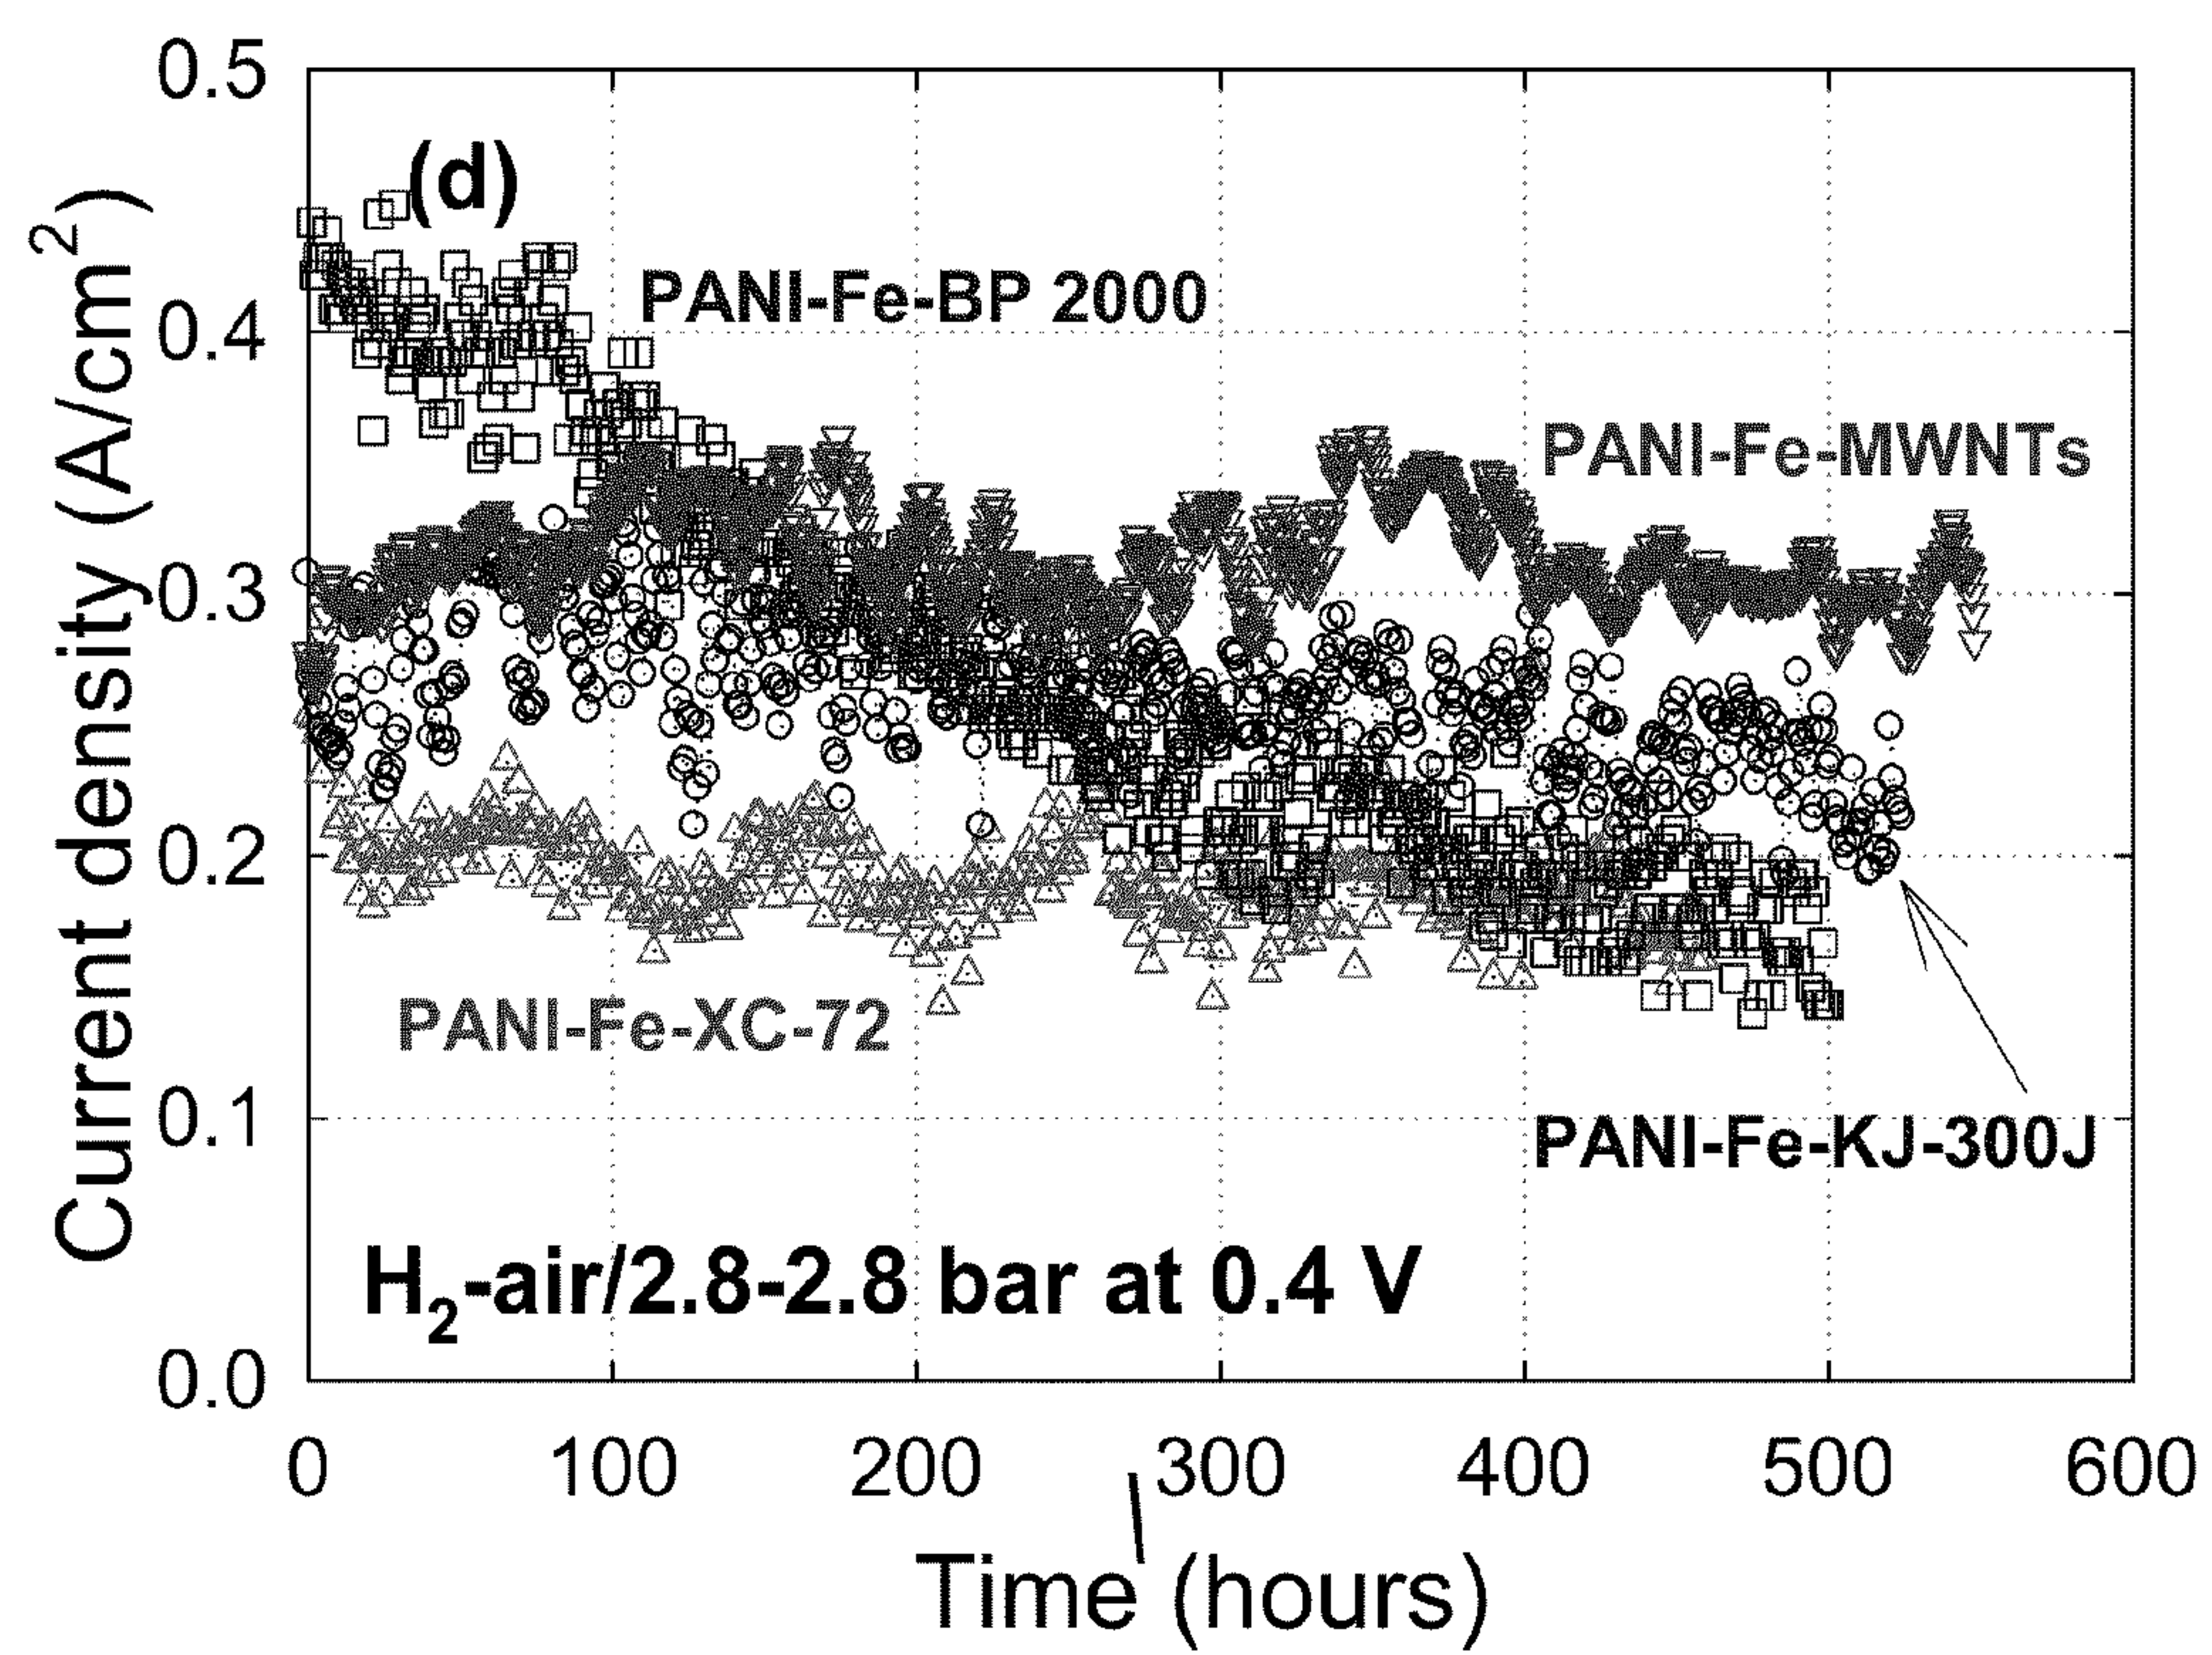 0.5
(d)
PANI-Fe-BP 2000
0.4
PANI-Fe-MWNTs
0.3
0.2
PANI-Fe-XC-72
0.1
PANI-Fe-KJ-300J
H2-air/2.8-2.8 bar at 0.4 V
0.0
0 100 200 300 400 500 600
Time (hours)
Current density (A/cm2)